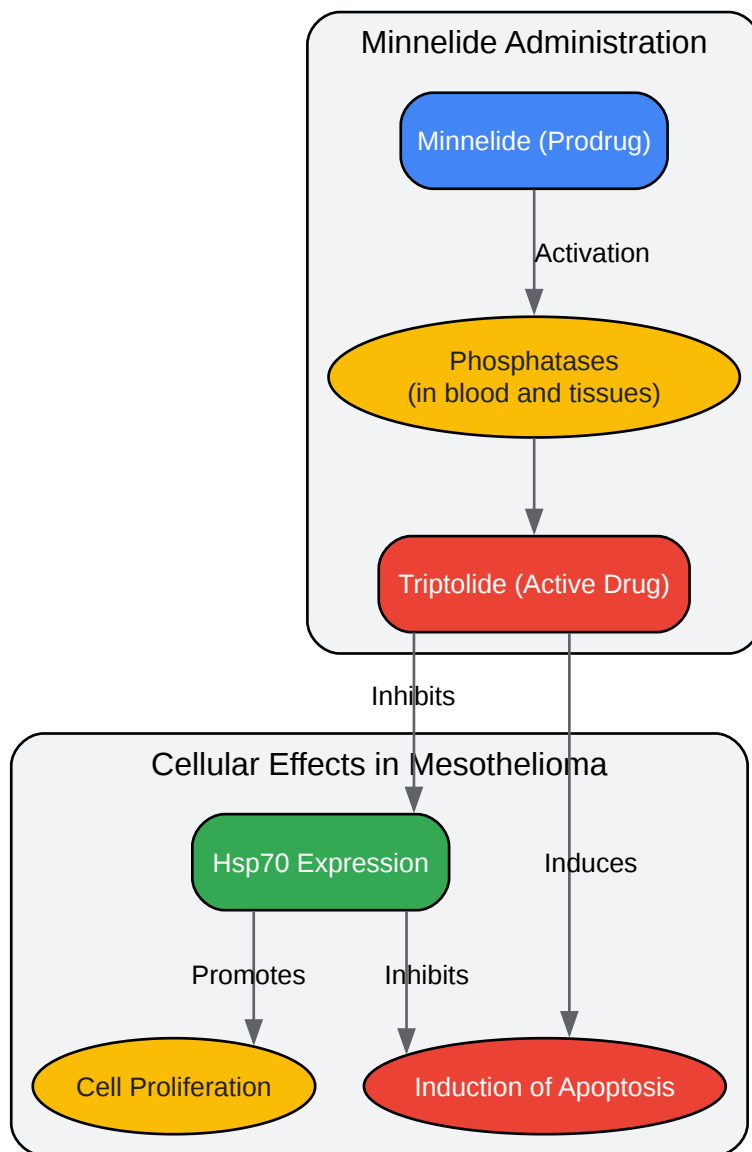 Minnelide Administration
Minnelide (Prodrug)
Activation
Phosphatases
(in blood and tissues)
Triptolide (Active Drug)
Inhibits
Cellular Effects in Mesothelioma
Hsp70 Expression
Induces
Promotes
Inhibits
Cell Proliferation
Induction of Apoptosis